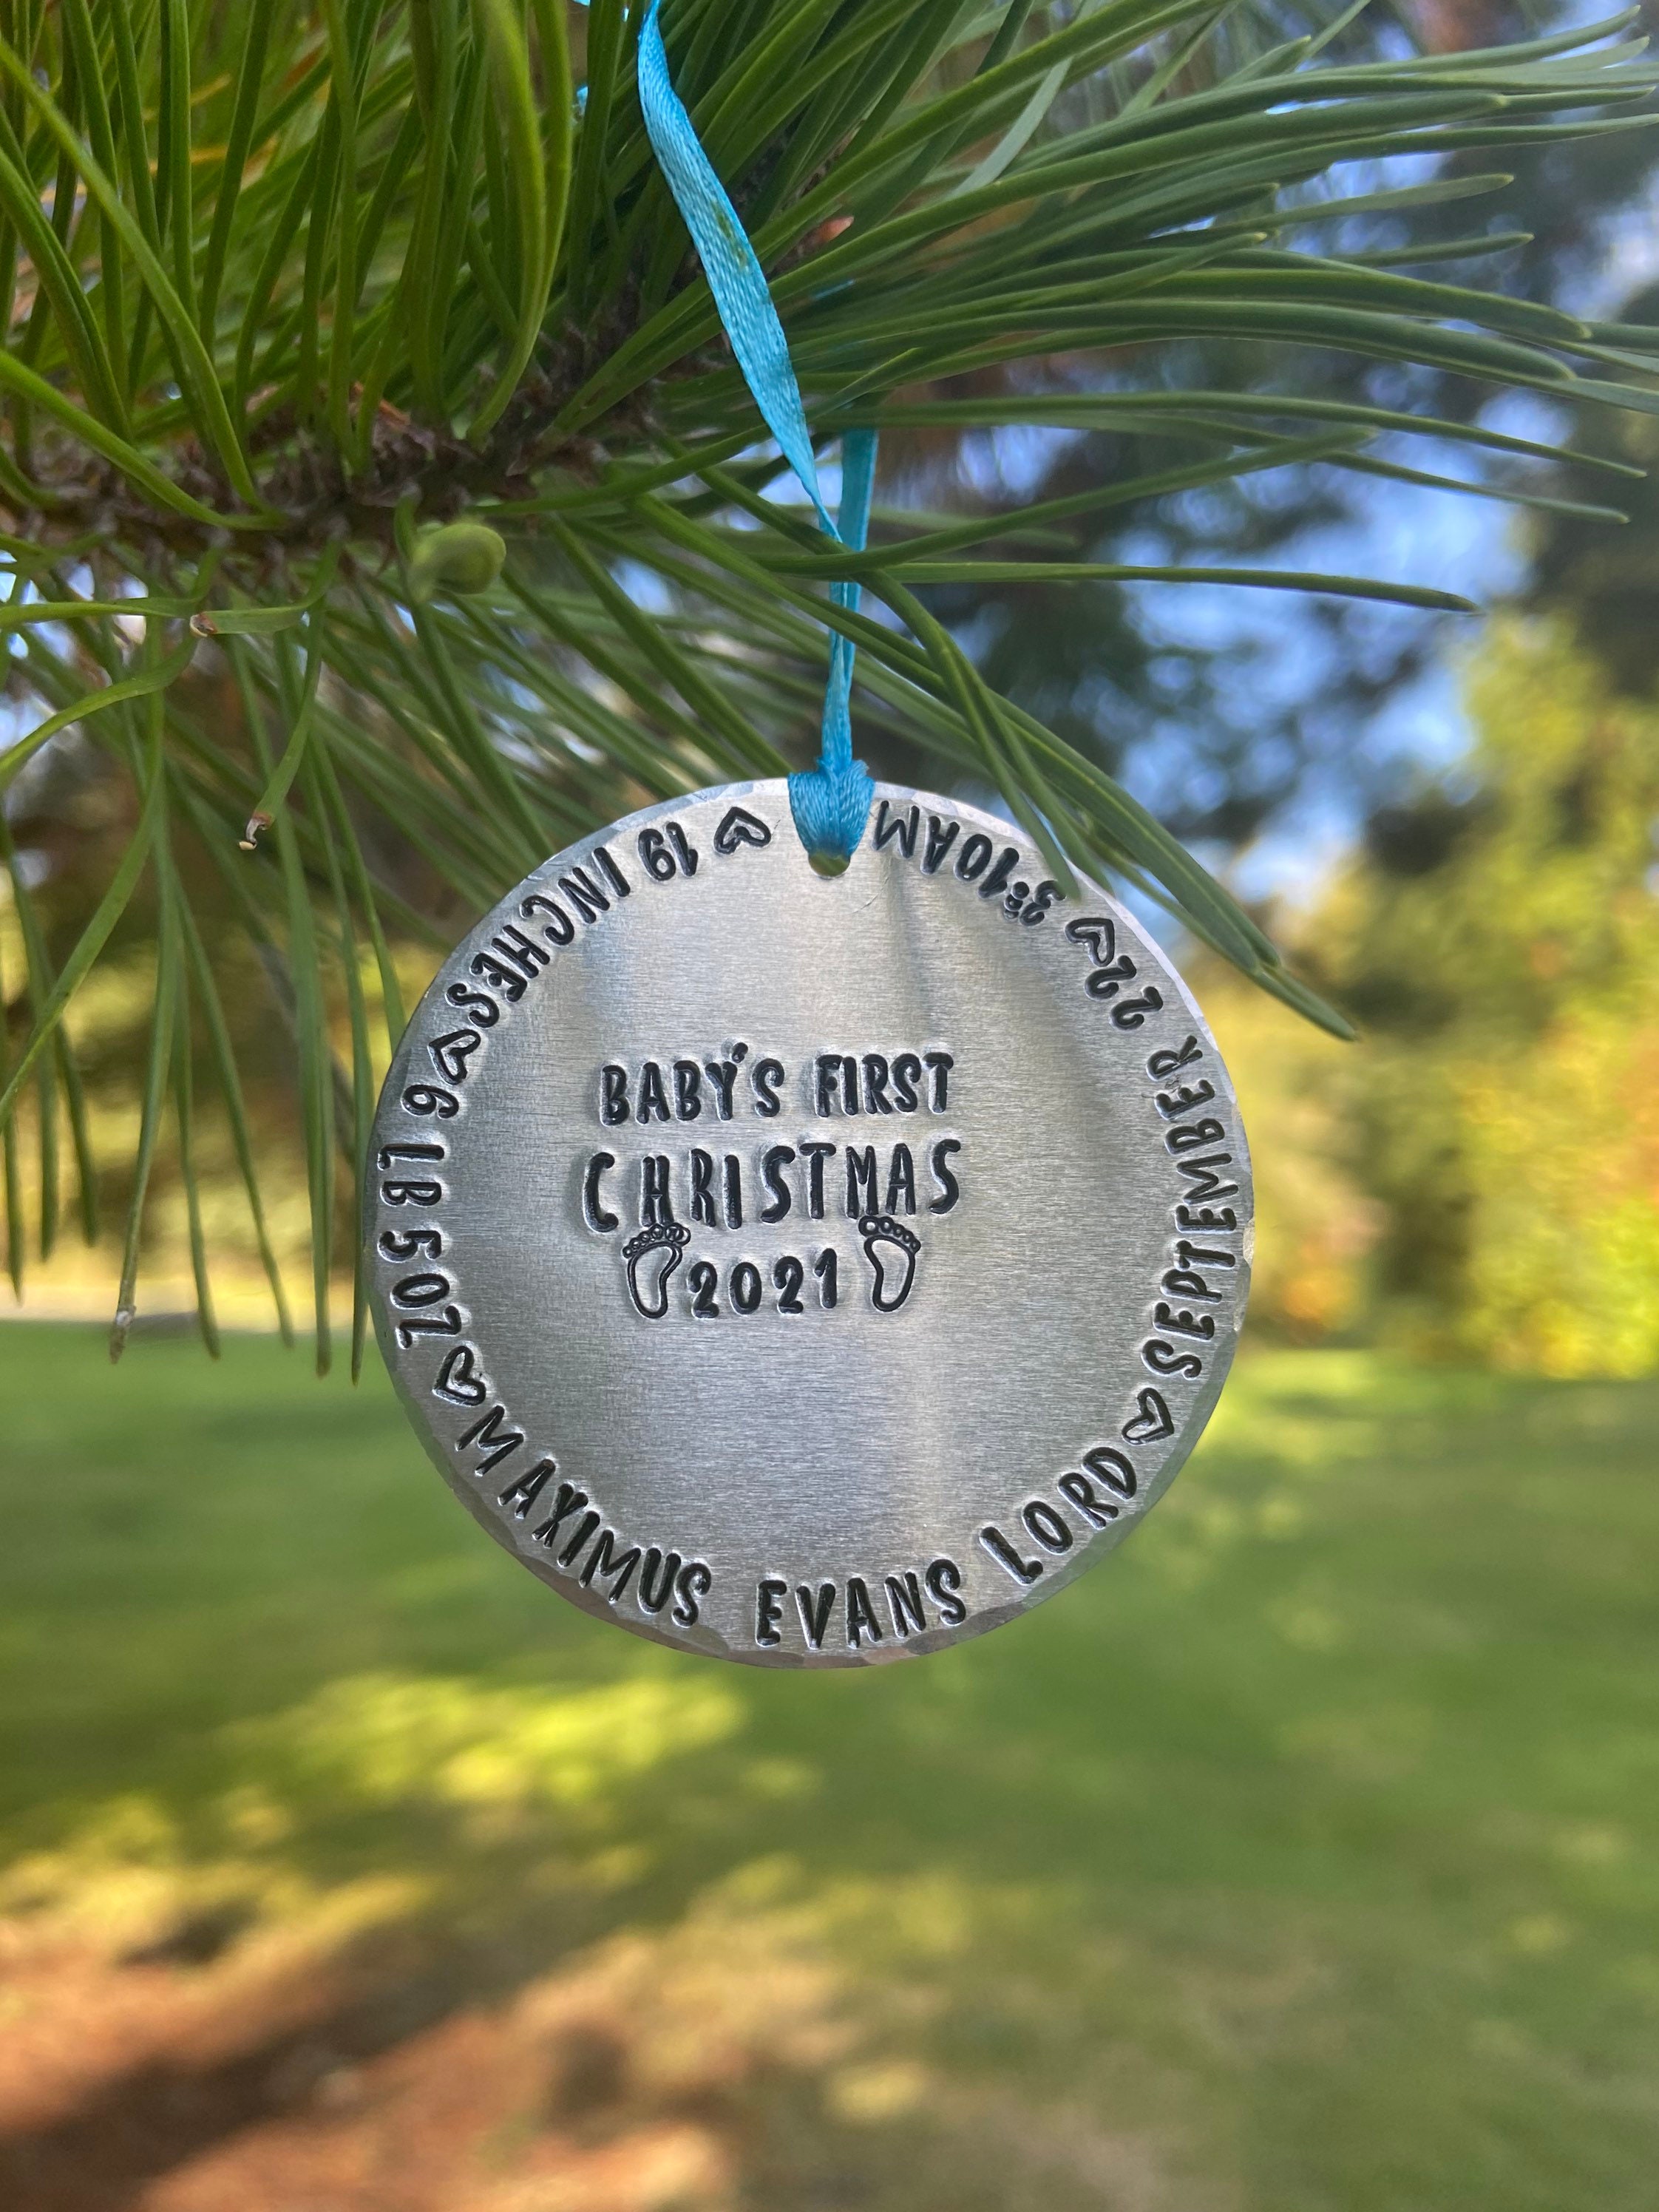 BABY'S FIRST
CHRISTMAS
2021
MAXIMUS EVANS LORD ♡ SEPTEMBER 22 ♡ 3:10AM ♡ 19 INCHES ♡ 6 LB 5 OZ ♡